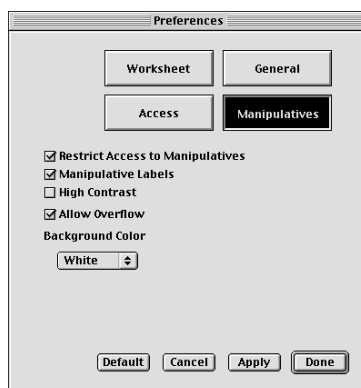 Preferences
Worksheet General
Access Manipulatives
Restrict Access to Manipulatives
Manipulative Labels
High Contrast
Allow Overflow
Background Color
White
Default Cancel Apply Done